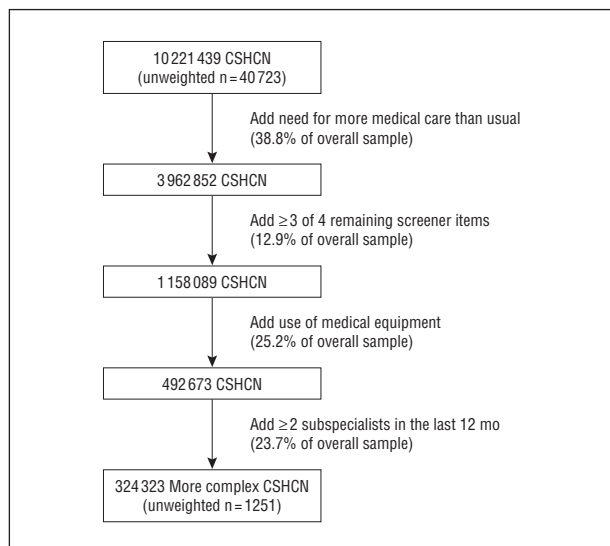 10 221 439 CSHCN
(unweighted n = 40 723)
Add need for more medical care than usual
(38.8% of overall sample)
3 962 852 CSHCN
Add ≥3 of 4 remaining screener items
(12.9% of overall sample)
1 158 089 CSHCN
Add use of medical equipment
(25.2% of overall sample)
492 673 CSHCN
Add ≥2 subspecialists in the last 12 mo
(23.7% of overall sample)
324 323 More complex CSHCN
(unweighted n = 1251)